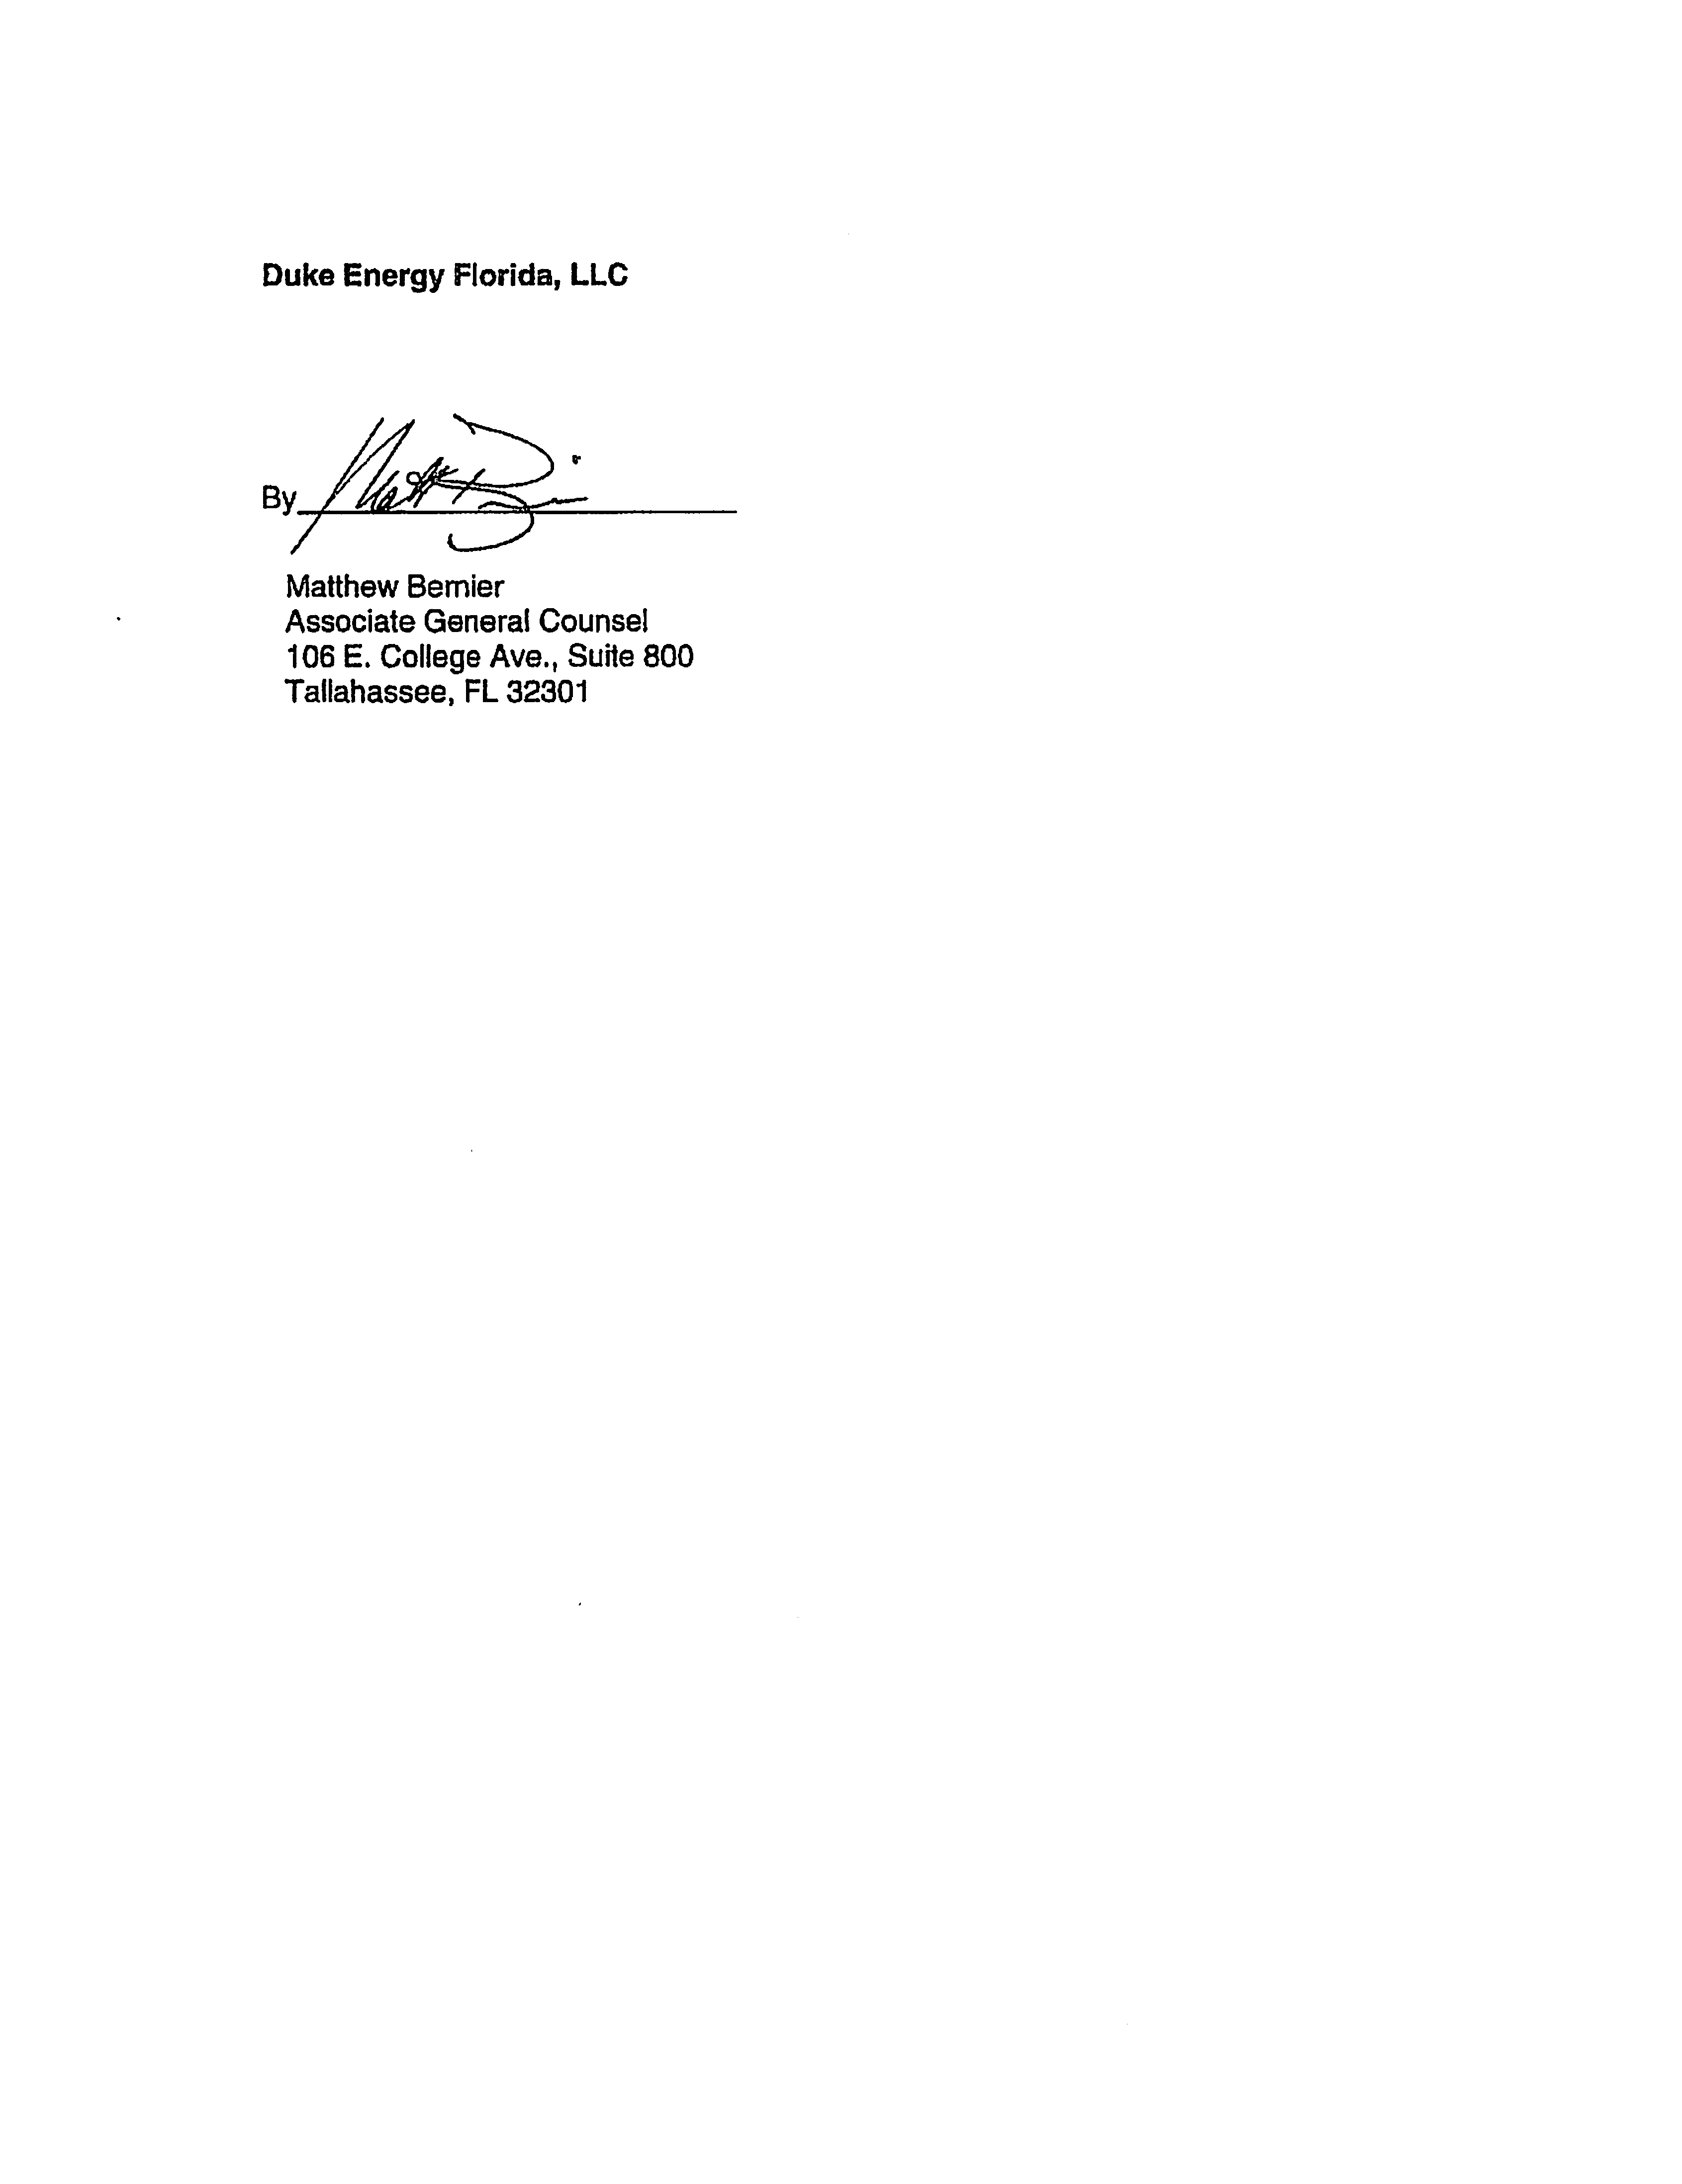 Duke Energy Florida, LLC
By
Matthew Bernier
Associate General Counsel
106 E. College Ave., Suite 800
Tallahassee, FL 32301